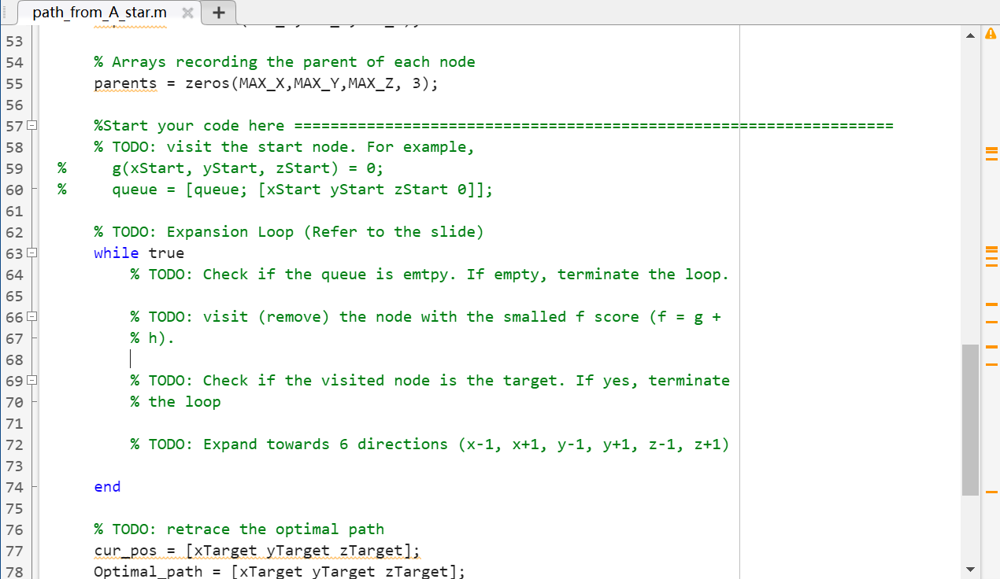 path_from_A_star.m
53
54 % Arrays recording the parent of each node
55 parents = zeros(MAX_X,MAX_Y,MAX_Z, 3);
56
57 %Start your code here ==================================================================
58 % TODO: visit the start node. For example,
59 % g(xStart, yStart, zStart) = 0;
60 % queue = [queue; [xStart yStart zStart 0]];
61
62 % TODO: Expansion Loop (Refer to the slide)
63 while true
64 % TODO: Check if the queue is emtpy. If empty, terminate the loop.
65
66 % TODO: visit (remove) the node with the smalled f score (f = g +
67 % h).
68
69 % TODO: Check if the visited node is the target. If yes, terminate
70 % the loop
71
72 % TODO: Expand towards 6 directions (x-1, x+1, y-1, y+1, z-1, z+1)
73
74 end
75
76 % TODO: retrace the optimal path
77 cur_pos = [xTarget yTarget zTarget];
78 Optimal_path = [xTarget yTarget zTarget];